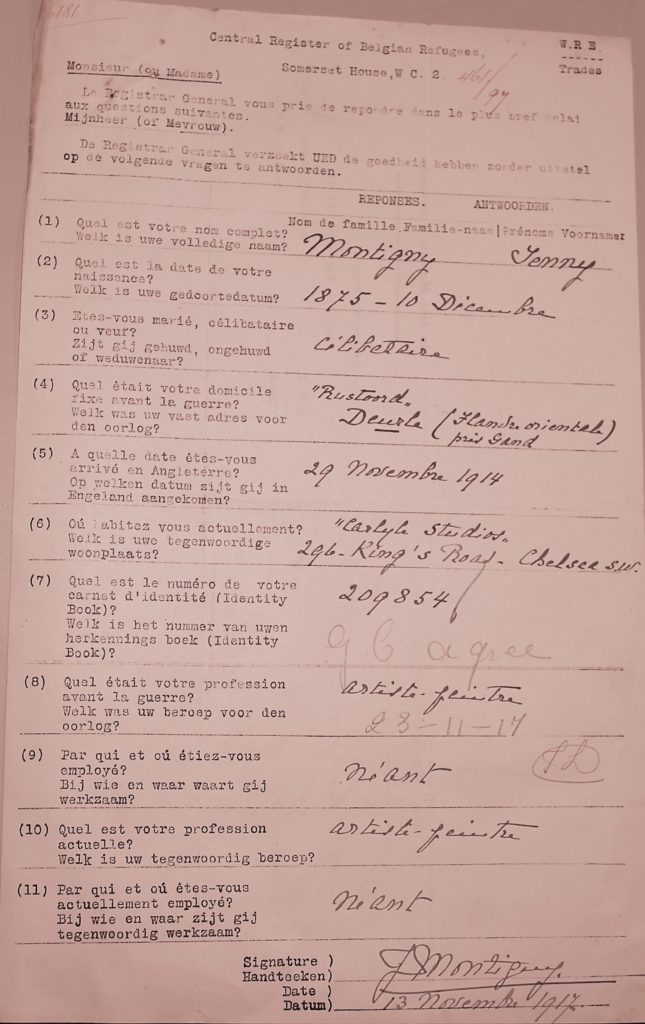 6181
Central Register of Belgian Refugees.
W.R E.
Trades
Monsieur (ou Madame)
Somerset House, W C. 2.
461/97
Le Registrar General vous prie de repondre dans le plus bref delai
aux questions suivantes.
Mijnheer (of Mevrouw).
De Registrar General verzoekt UED de goedheid hebben zonder uitstel
op de volgende vragen te antwoorden.
REPONSES. ANTWOORDEN.
(1) Quel est votre nom complet? Nom de famille, Familie-naam | Prénoms Voornamen
Welk is uwe volledige naam? Montigny Jenny
(2) Quel est la date de votre
naissance?
Welk is uwe geboortedatum? 1875 - 10 Décembre
(3) Etes-vous marié, célibataire
ou veuf? Célibataire
Zijt gij gehuwd, ongehuwd
of weduwenaar?
(4) Quel était votre domicile "Rustoord"
fixe avant la guerre? Deurle (Flandre orientale)
Welk was uw vast adres voor près Gand
den oorlog?
(5) A quelle date êtes-vous
arrivé en Angleterre? 29 Novembre 1914
Op welken datum zijt gij in
Engeland aangekomen?
(6) Oú habitez vous actuellement? "Carlyle Studios"
Welk is uwe tegenwoordige 296 - King's Road - Chelsea S.W.
woonplaats?
(7) Quel est le numéro de votre
carnet d'identité (Identity 209854
Book)?
Welk is het nummer van uwen
herkennings boek (Identity g b agree
Book)?
(8) Quel était votre profession
avant la guerre? artiste-peintre
Welk was uw beroep voor den
oorlog? 23-11-17
(9) Par qui et oú étiez-vous
employé? Néant
Bij wie en waar waart gij
werkzaam?
(10) Quel est votre profession artiste-peintre
actuelle?
Welk is uw tegenwoordig beroep?
(11) Par qui et oú êtes-vous
actuellement employé? Néant
Bij wie en waar zijt gij
tegenwoordig werkzaam?
Signature )
Handteeken) J Montigny.
Date )
Datum) 13 Novembre 1917.